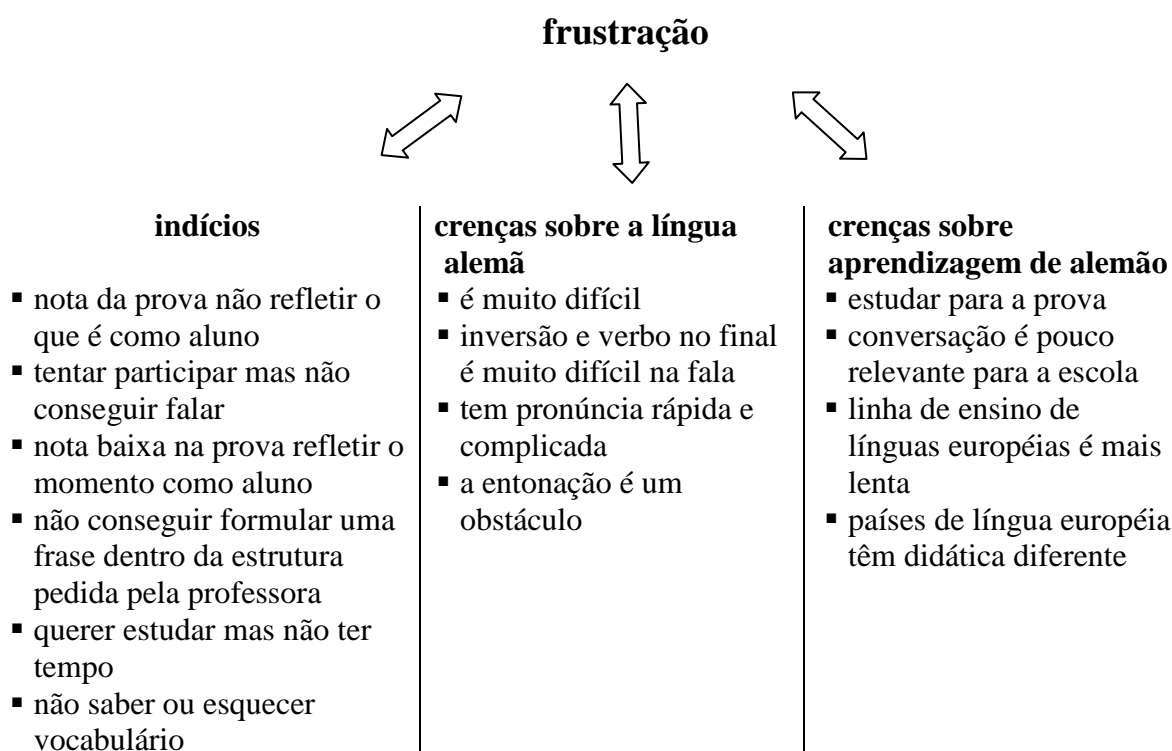 frustração
indícios
▪ nota da prova não refletir o
que é como aluno
▪ tentar participar mas não
conseguir falar
▪ nota baixa na prova refletir o
momento como aluno
▪ não conseguir formular uma
frase dentro da estrutura
pedida pela professora
▪ querer estudar mas não ter
tempo
▪ não saber ou esquecer
vocabulário
crenças sobre a língua
alemã
▪ é muito difícil
▪ inversão e verbo no final
é muito difícil na fala
▪ tem pronúncia rápida e
complicada
▪ a entonação é um
obstáculo
crenças sobre
aprendizagem de alemão
▪ estudar para a prova
▪ conversação é pouco
relevante para a escola
▪ linha de ensino de
línguas européias é mais
lenta
▪ países de língua européia
têm didática diferente